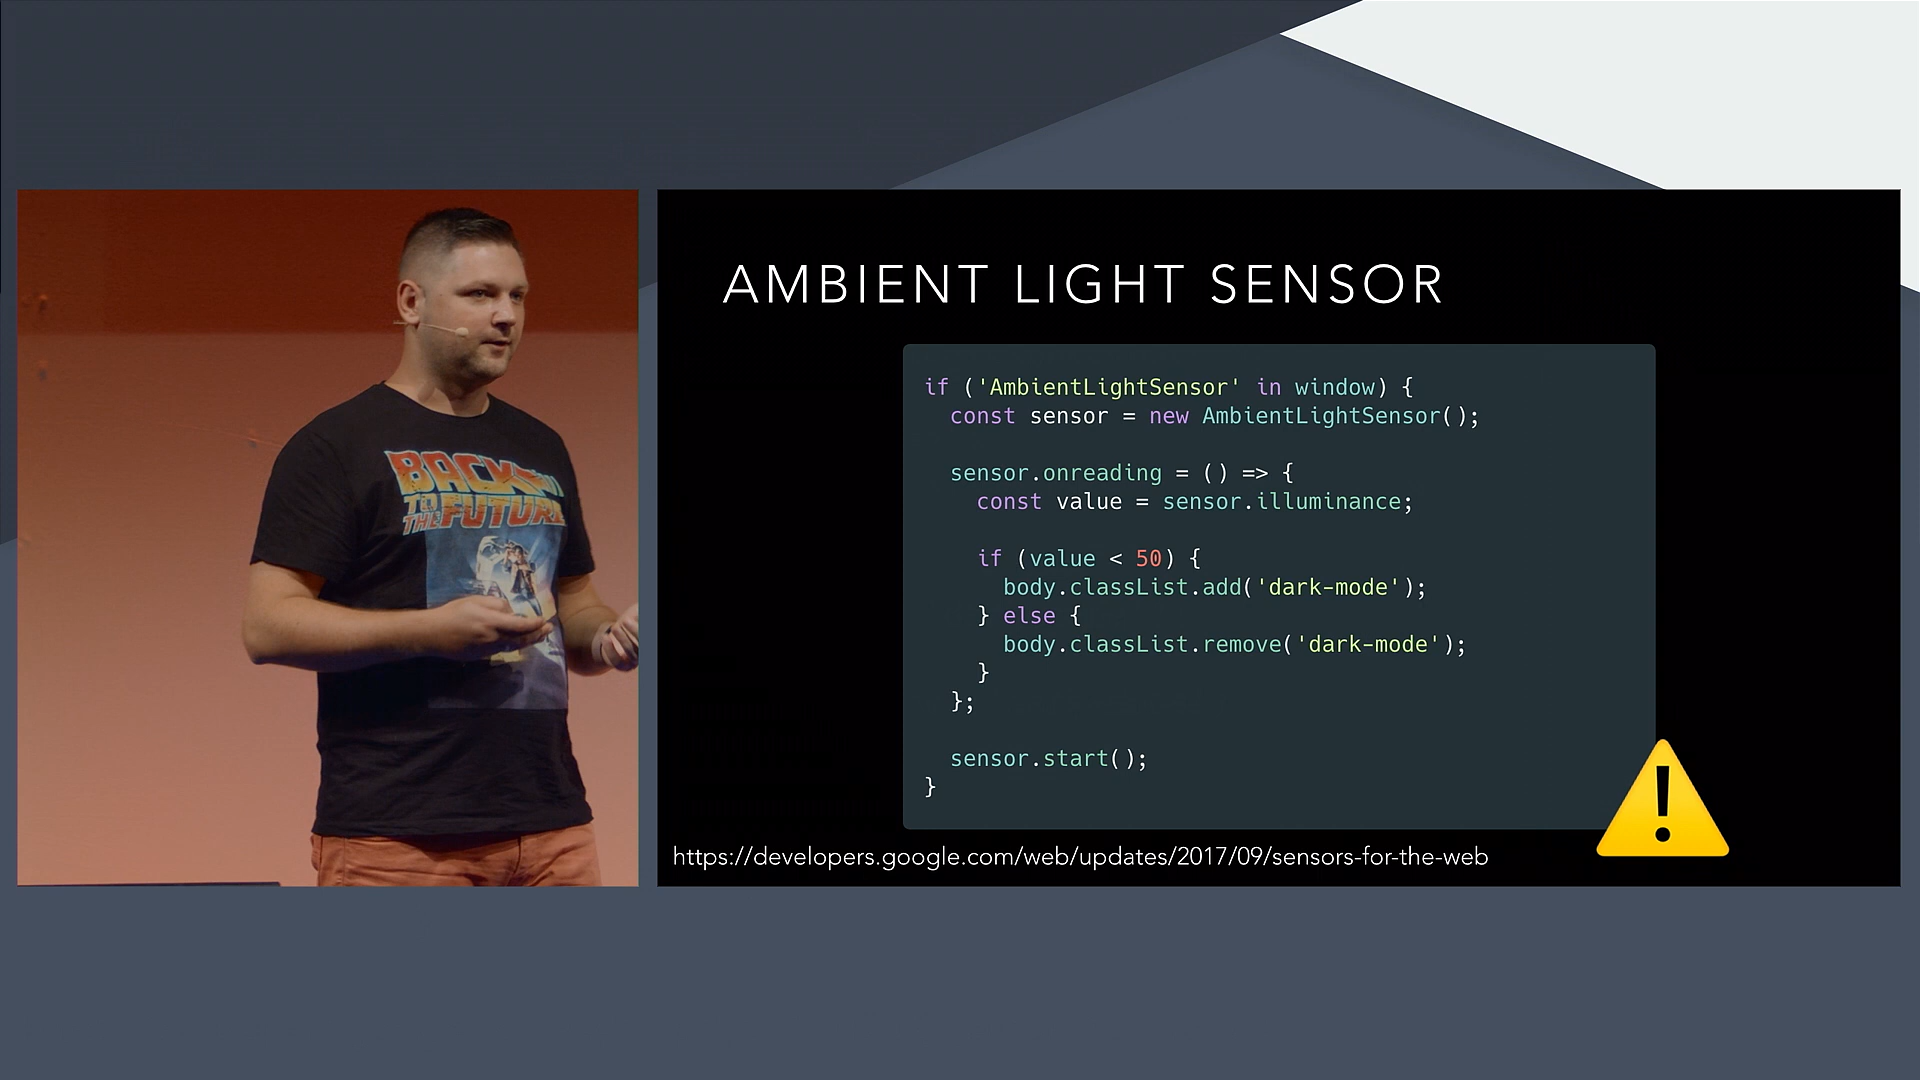 BACK TO
THE FUTURE
AMBIENT LIGHT SENSOR
if ('AmbientLightSensor' in window) {
  const sensor = new AmbientLightSensor();
  sensor.onreading = () => {
    const value = sensor.illuminance;
    if (value < 50) {
      body.classList.add('dark-mode');
    } else {
      body.classList.remove('dark-mode');
    }
  };
  sensor.start();
}
https://developers.google.com/web/updates/2017/09/sensors-for-the-web